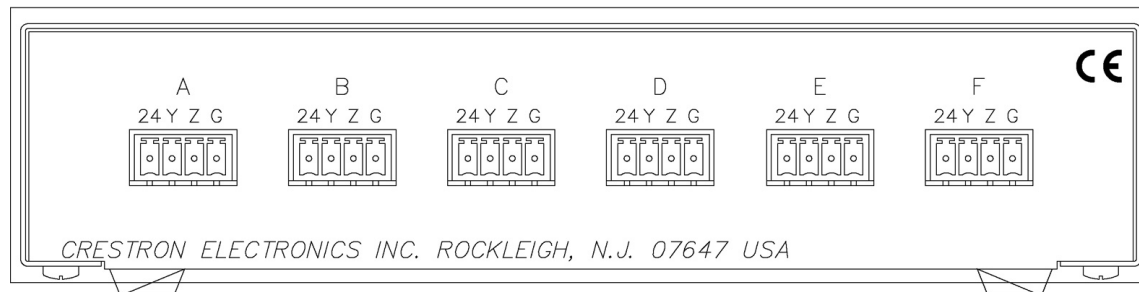 CE
A B C D E F
24 Y Z G 24 Y Z G 24 Y Z G 24 Y Z G 24 Y Z G 24 Y Z G
CRESTRON ELECTRONICS INC. ROCKLEIGH, N.J. 07647 USA